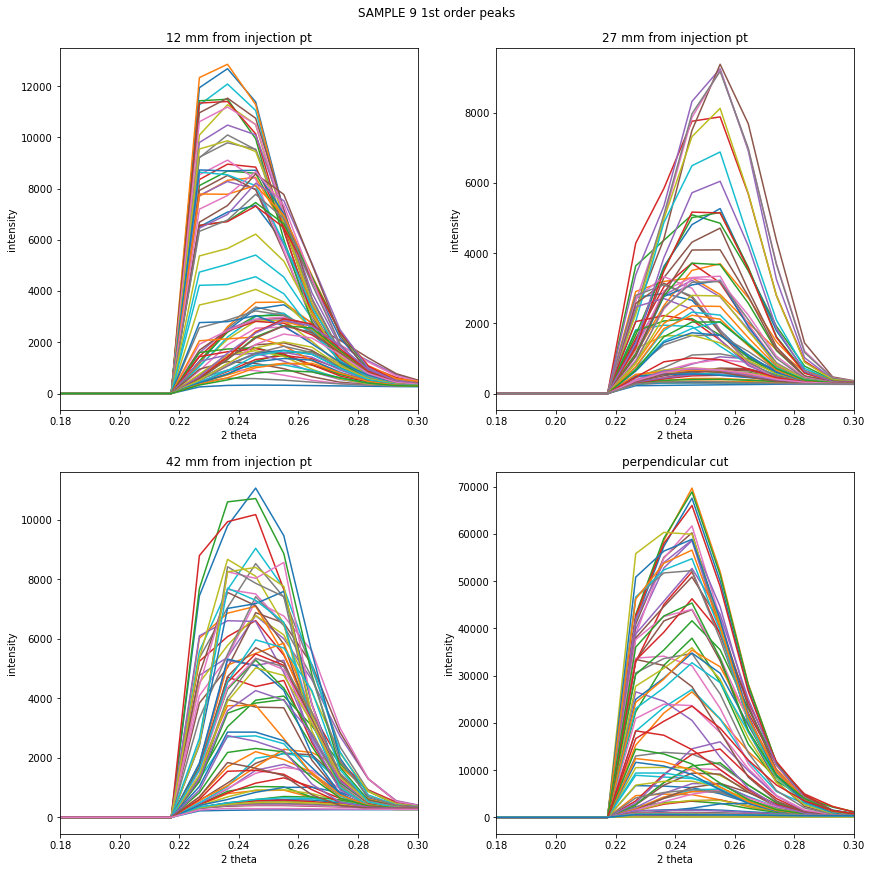 SAMPLE 9 1st order peaks
12 mm from injection pt
intensity
12000
10000
8000
6000
4000
2000
0
0.18 0.20 0.22 0.24 0.26 0.28 0.30
2 theta
27 mm from injection pt
intensity
8000
6000
4000
2000
0
0.18 0.20 0.22 0.24 0.26 0.28 0.30
2 theta
42 mm from injection pt
intensity
10000
8000
6000
4000
2000
0
0.18 0.20 0.22 0.24 0.26 0.28 0.30
2 theta
perpendicular cut
intensity
70000
60000
50000
40000
30000
20000
10000
0
0.18 0.20 0.22 0.24 0.26 0.28 0.30
2 theta